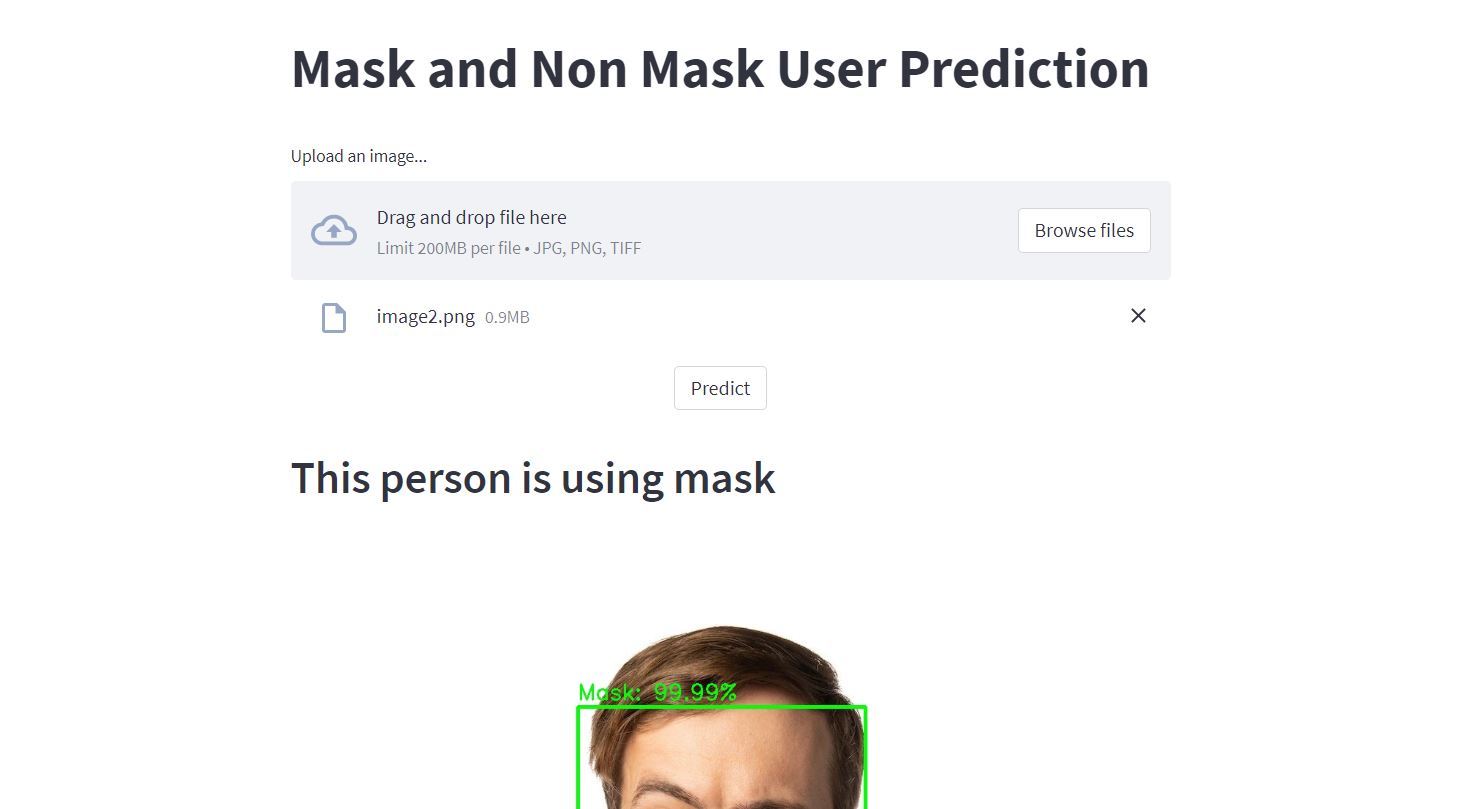 Mask and Non Mask User Prediction
Upload an image...
Drag and drop file here
Limit 200MB per file • JPG, PNG, TIFF
Browse files
image2.png 0.9MB
Predict
This person is using mask
Mask: 99.99%